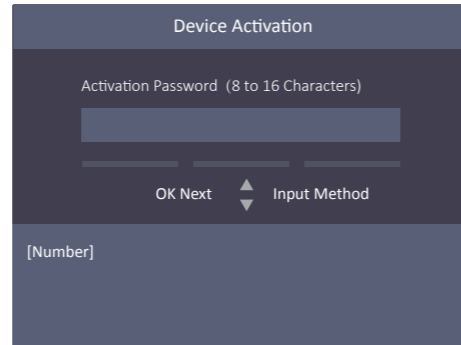 Device Activation
Activation Password (8 to 16 Characters)
OK Next Input Method
[Number]